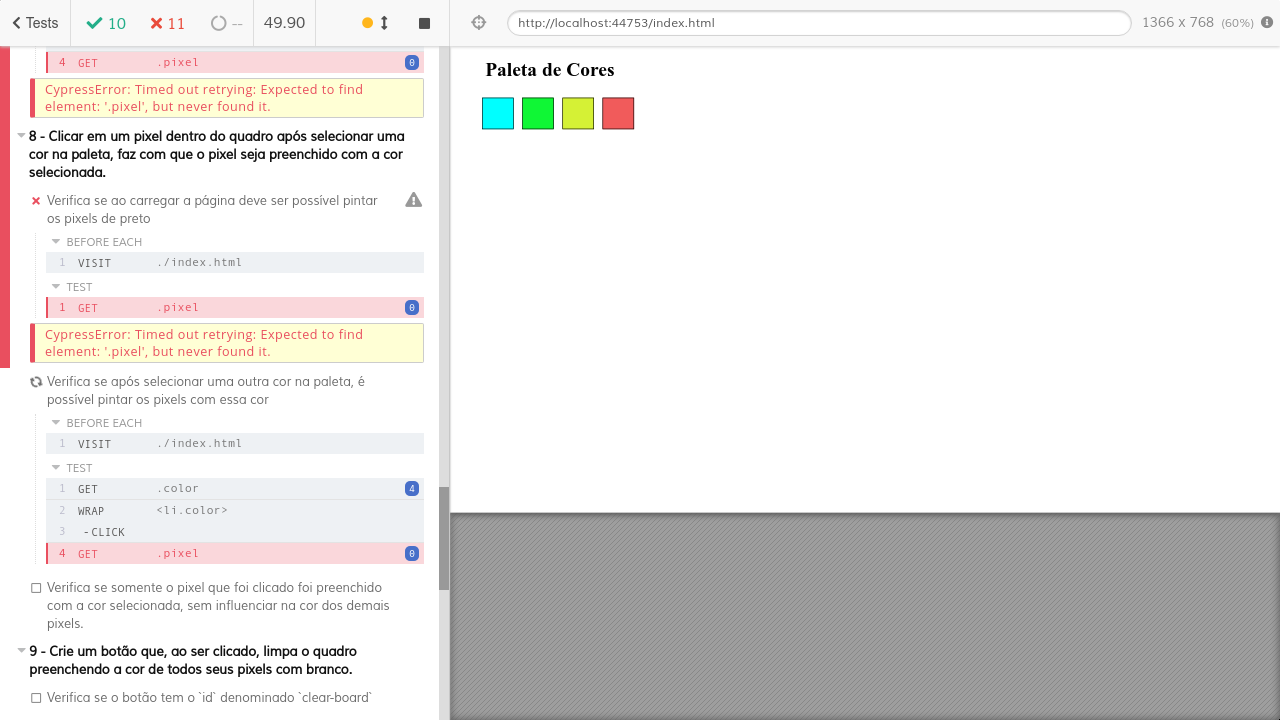 Tests 10 11 -- 49.90
http://localhost:44753/index.html 1366 x 768 (60%)
4 GET .pixel 0
CypressError: Timed out retrying: Expected to find
element: '.pixel', but never found it.
8 - Clicar em um pixel dentro do quadro após selecionar uma
cor na paleta, faz com que o pixel seja preenchido com a cor
selecionada.
Verifica se ao carregar a página deve ser possível pintar
os pixels de preto
BEFORE EACH
1 VISIT ./index.html
TEST
1 GET .pixel 0
CypressError: Timed out retrying: Expected to find
element: '.pixel', but never found it.
Verifica se após selecionar uma outra cor na paleta, é
possível pintar os pixels com essa cor
BEFORE EACH
1 VISIT ./index.html
TEST
1 GET .color 4
2 WRAP <li.color>
3 -CLICK
4 GET .pixel 0
Verifica se somente o pixel que foi clicado foi preenchido
com a cor selecionada, sem influenciar na cor dos demais
pixels.
9 - Crie um botão que, ao ser clicado, limpa o quadro
preenchendo a cor de todos seus pixels com branco.
Verifica se o botão tem o `id` denominado `clear-board`
Paleta de Cores